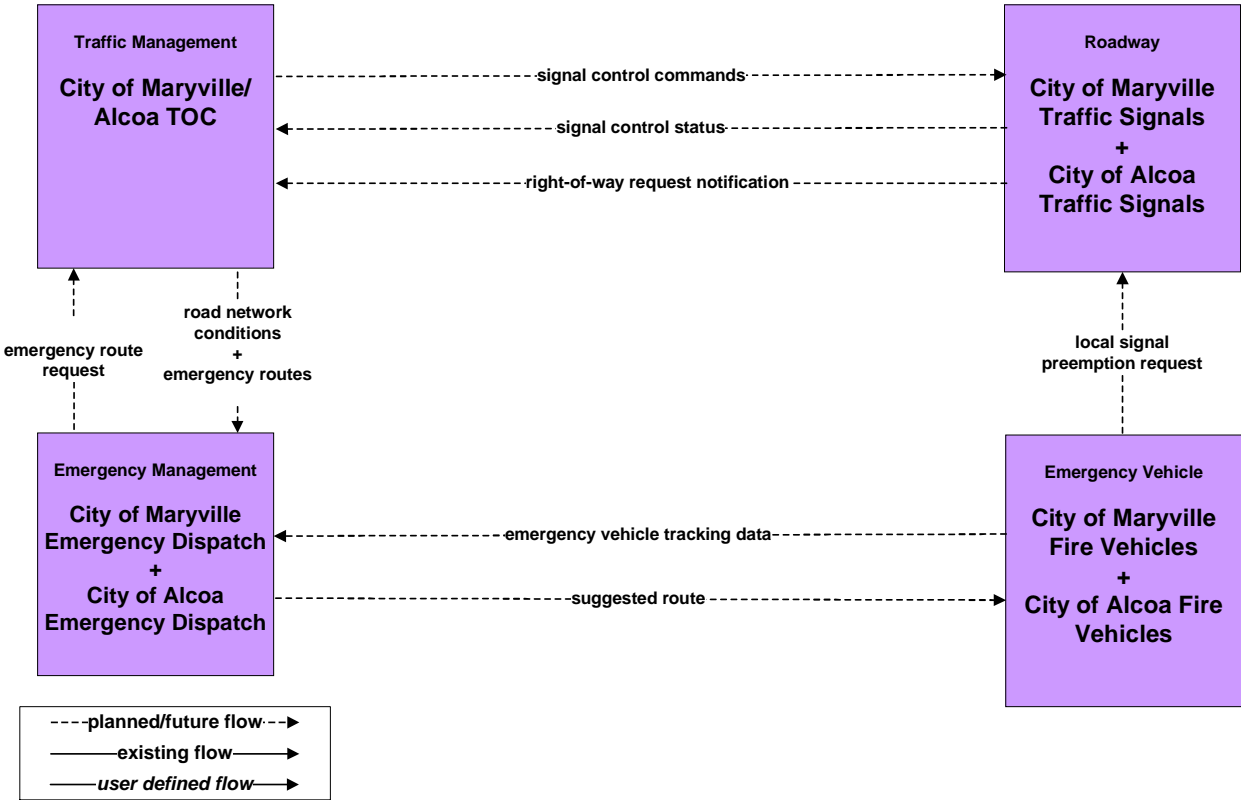 Traffic Management
City of Maryville/
Alcoa TOC
Roadway
City of Maryville
Traffic Signals
+
City of Alcoa
Traffic Signals
signal control commands
signal control status
right-of-way request notification
emergency route
request
road network
conditions
+
emergency routes
local signal
preemption request
Emergency Management
City of Maryville
Emergency Dispatch
+
City of Alcoa
Emergency Dispatch
Emergency Vehicle
City of Maryville
Fire Vehicles
+
City of Alcoa Fire
Vehicles
emergency vehicle tracking data
suggested route
planned/future flow
existing flow
user defined flow